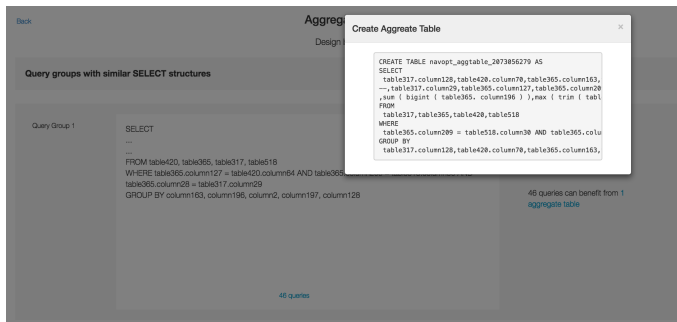 Back
Aggreg
Design
Create Aggreate Table
×
CREATE TABLE navopt_aggtable_2073056279 AS
SELECT
table317.column128,table420.column70,table365.column163,
——,table317.column29,table365.column127,table365.column20
,sum ( bigint ( table365. column196 ) ),max ( trim ( tabl
FROM
table317,table365,table420,table518
WHERE
table365.column209 = table518.column30 AND table365.colu
GROUP BY
table317.column128,table420.column70,table365.column163,
Query groups with similar SELECT structures
Query Group 1
SELECT
...
...
FROM table420, table365, table317, table518
WHERE table365.column127 = table420.column64 AND
table365.column28 = table317.column29
GROUP BY column163, column196, column2, column197, column128
46 queries
46 queries can benefit from 1
aggregate table